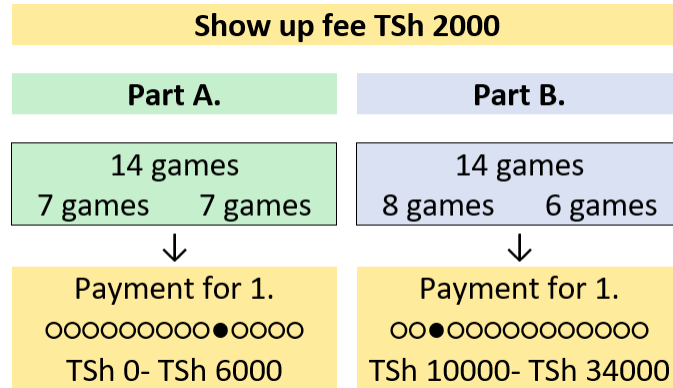 Show up fee TSh 2000
Part A.
14 games
7 games 7 games
Payment for 1.
TSh 0- TSh 6000
Part B.
14 games
8 games 6 games
Payment for 1.
TSh 10000- TSh 34000